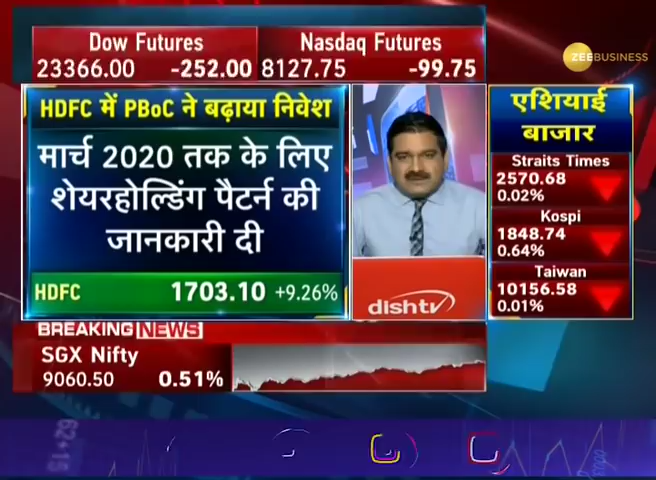 Dow Futures
23366.00 -252.00
Nasdaq Futures
8127.75 -99.75
ZEEBUSINESS
HDFC में PBoC ने बढ़ाया निवेश
मार्च 2020 तक के लिए
शेयरहोल्डिंग पैटर्न की
जानकारी दी
HDFC 1703.10 +9.26%
dishtv
एशियाई
बाजार
Straits Times
2570.68
0.02%
Kospi
1848.74
0.64%
Taiwan
10156.58
0.01%
BREAKING NEWS
SGX Nifty
9060.50 0.51%
62+15